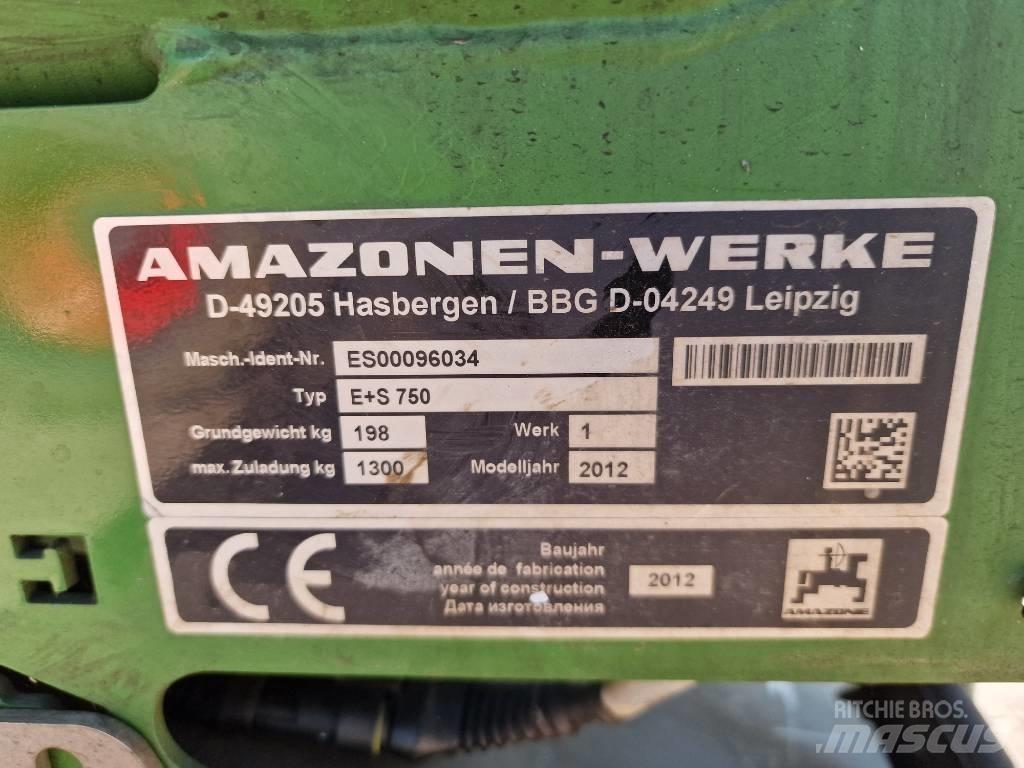 AMAZONEN-WERKE
D-49205 Hasbergen / BBG D-04249 Leipzig
Masch.-Ident-Nr. ES00096034
Typ E+S 750
Grundgewicht kg 198 Werk 1
max.Zuladung kg 1300 Modelljahr 2012
CE
Baujahr
année de fabrication
year of construction
Дата изготовления
2012
AMAZONE
RITCHIE BROS.
MASCUS